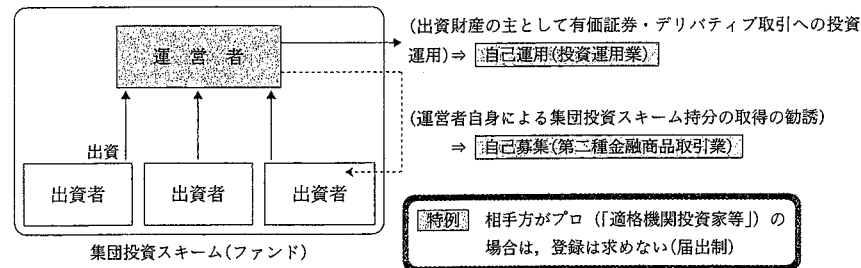 運営者
出資
出資者
出資者
出資者
集団投資スキーム(ファンド)
(出資財産の主として有価証券・デリバティブ取引への投資
運用)⇒ 自己運用(投資運用業)
(運営者自身による集団投資スキーム持分の取得の勧誘)
⇒ 自己募集(第二種金融商品取引業)
特例 相手方がプロ(「適格機関投資家等」)の
場合は，登録は求めない(届出制)